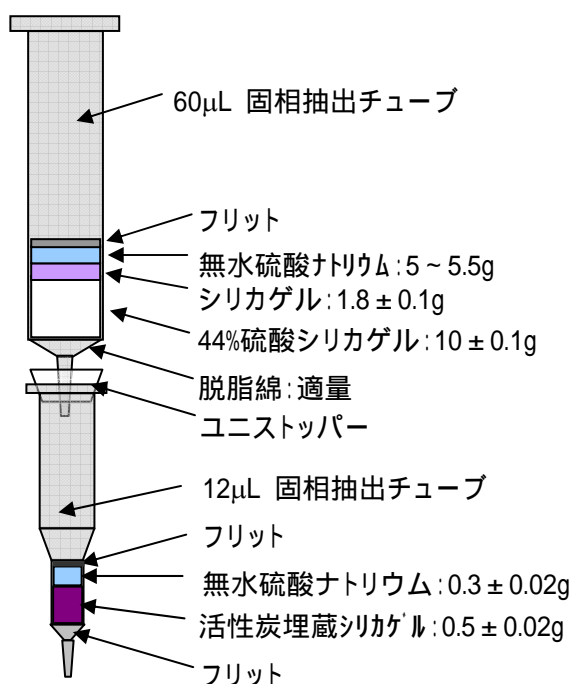 60μL 固相抽出チューブ
フリット
無水硫酸ﾅﾄﾘｳﾑ:5 ~ 5.5g
シリカゲル:1.8 ± 0.1g
44%硫酸シリカゲル:10 ± 0.1g
脱脂綿:適量
ユニストッパー
12μL 固相抽出チューブ
フリット
無水硫酸ナトリウム:0.3 ± 0.02g
活性炭埋蔵ｼﾘｶｹﾞﾙ:0.5 ± 0.02g
フリット